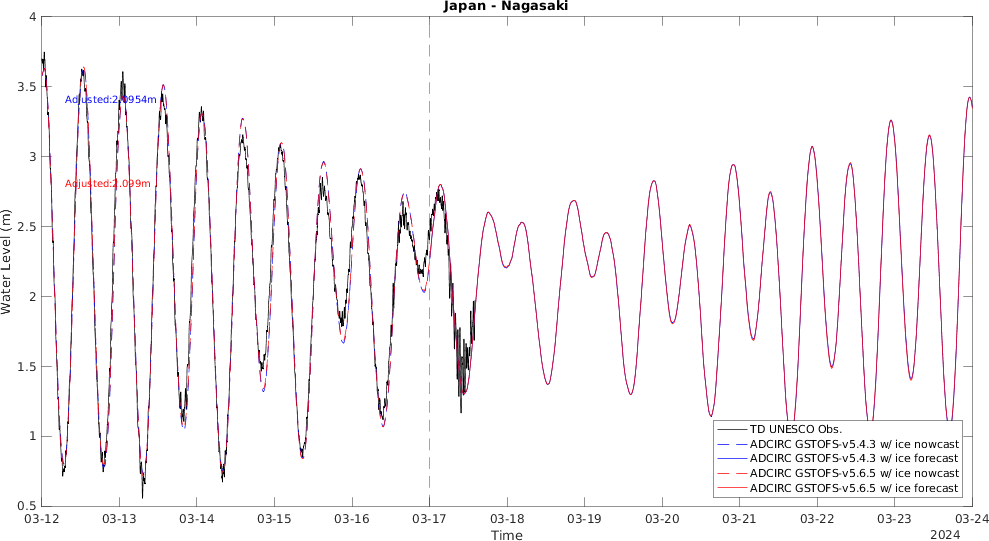 Japan - Nagasaki
4
3.5
3
2.5
2
1.5
1
0.5
Water Level (m)
Adjusted:2.0954m
Adjusted:2.099m
TD UNESCO Obs.
ADCIRC GSTOFS-v5.4.3 w/ ice nowcast
ADCIRC GSTOFS-v5.4.3 w/ ice forecast
ADCIRC GSTOFS-v5.6.5 w/ ice nowcast
ADCIRC GSTOFS-v5.6.5 w/ ice forecast
03-12 03-13 03-14 03-15 03-16 03-17 03-18 03-19 03-20 03-21 03-22 03-23 03-24
Time
2024